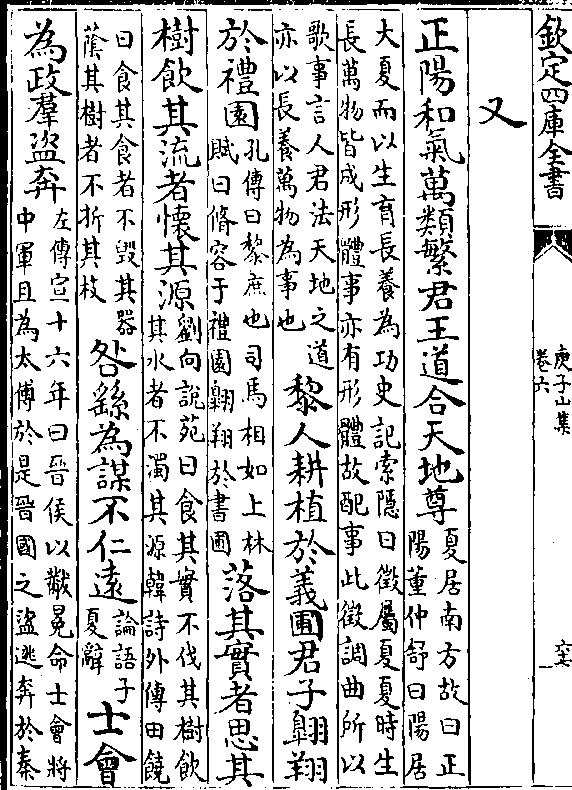 欽定四庫全書
庾子山集
卷六
又
正陽和氣萬類繁君王道合天地尊
夏居南方故曰正
陽董仲舒曰陽居
大夏而以生育長養為功史記索隱曰徵屬夏夏時生
長萬物皆成形體事亦有形體故配事此徵調曲所以
歌事言人君法天地之道
亦以長養萬物為事也
黎人耕植於義圃君子翱翔
於禮園
孔傳曰黎庶也司馬相如上林
賦曰脩容于禮園翱翔於書圃
落其實者思其
樹飲其流者懷其源
劉向說苑曰食其實不伐其樹飲
其水者不濁其源韓詩外傳田饒
曰食其食者不毀其器
蔭其樹者不折其枝
咎繇為謀不仁遠
論語子
夏辭
士會
為政羣盜奔
左傳宣十六年曰晉侯以黻冕命士會將
中軍且為太傅於是晉國之盜逃奔於秦